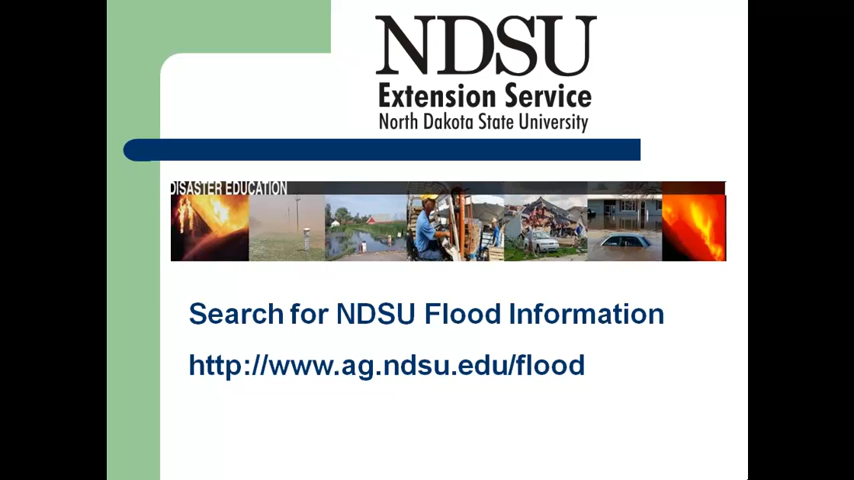 NDSU
Extension Service
North Dakota State University
DISASTER EDUCATION
Search for NDSU Flood Information
http://www.ag.ndsu.edu/flood